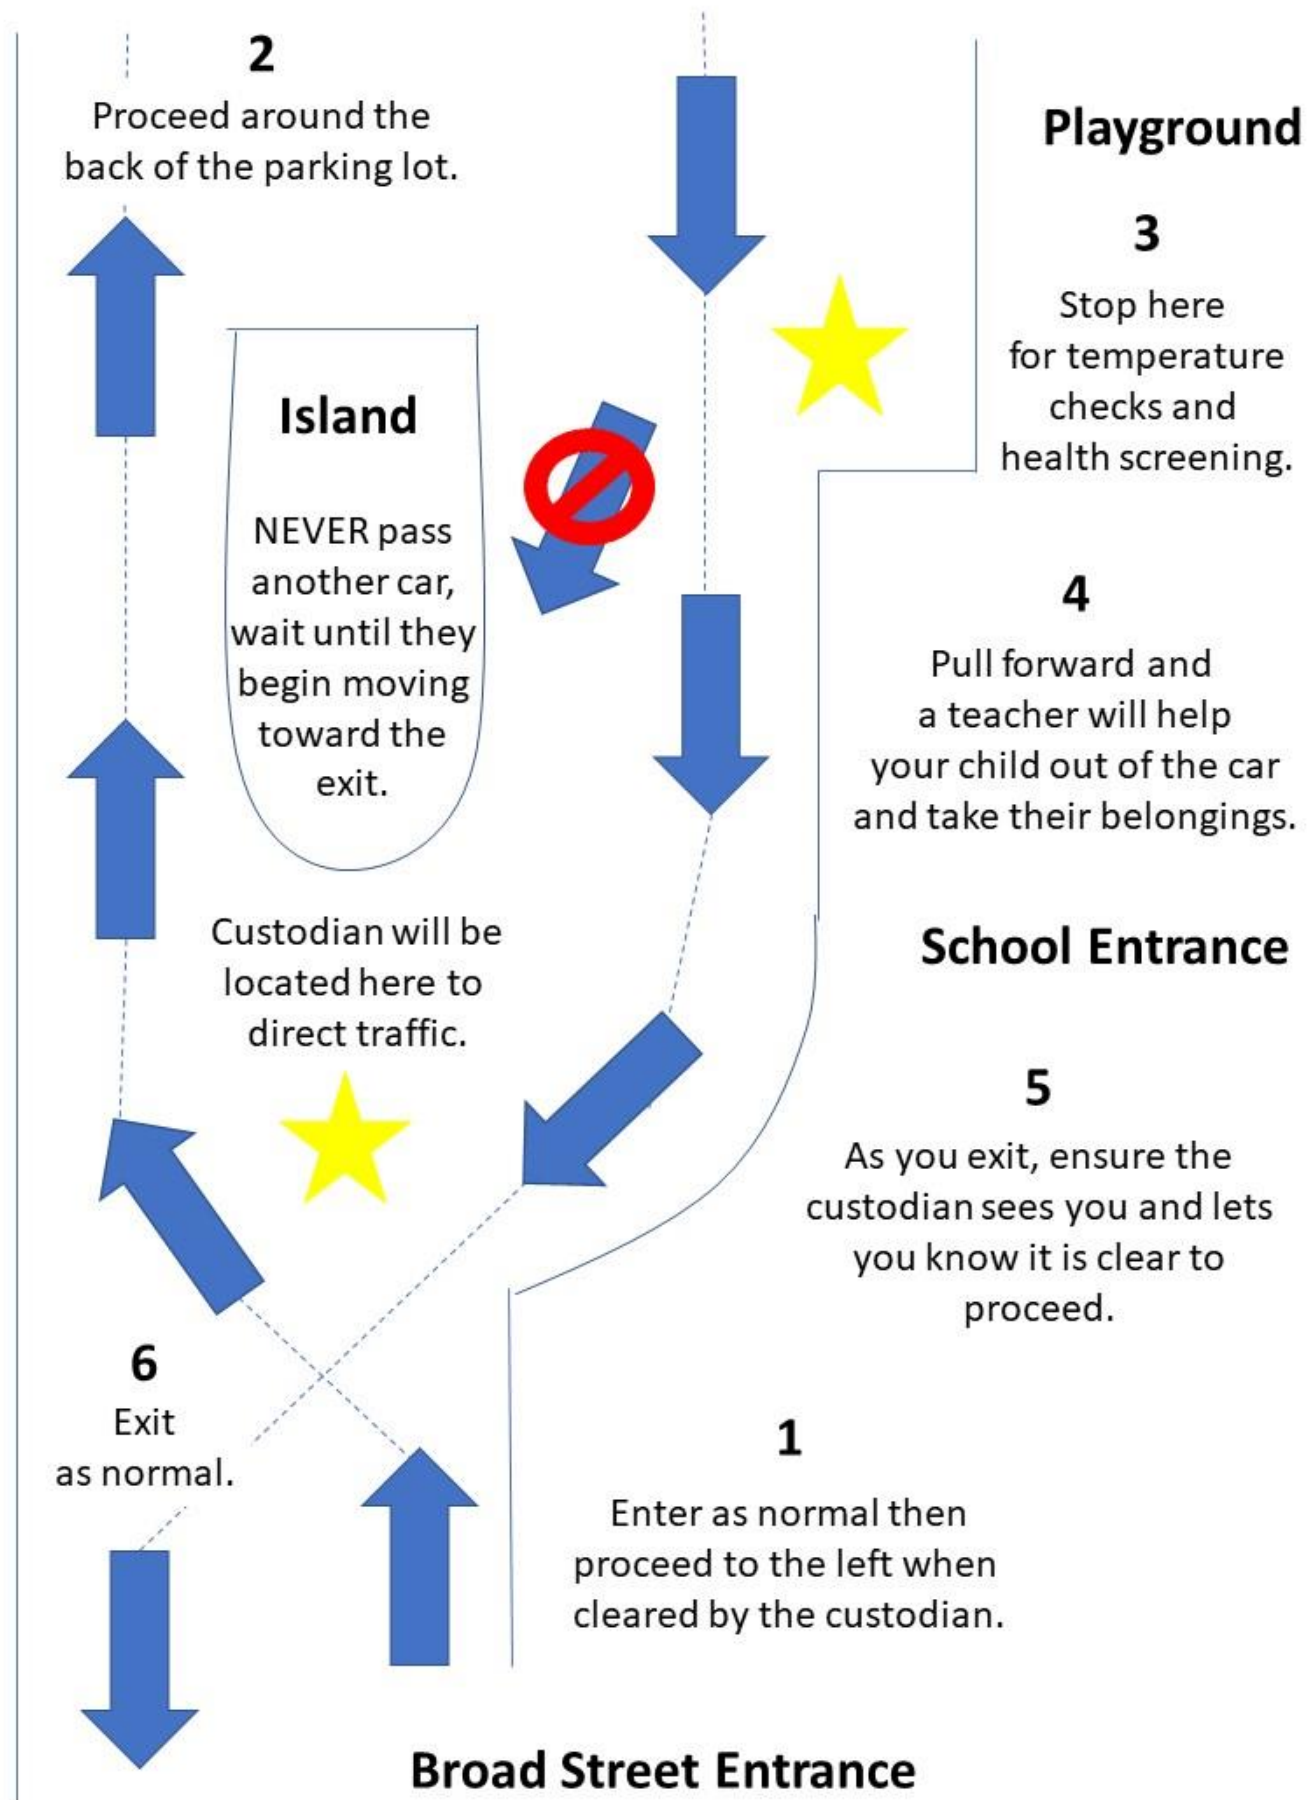 2
Proceed around the
back of the parking lot.
Playground
3
Stop here
for temperature
checks and
health screening.
Island
NEVER pass
another car,
wait until they
begin moving
toward the
exit.
4
Pull forward and
a teacher will help
your child out of the car
and take their belongings.
Custodian will be
located here to
direct traffic.
School Entrance
5
As you exit, ensure the
custodian sees you and lets
you know it is clear to
proceed.
6
Exit
as normal.
1
Enter as normal then
proceed to the left when
cleared by the custodian.
Broad Street Entrance